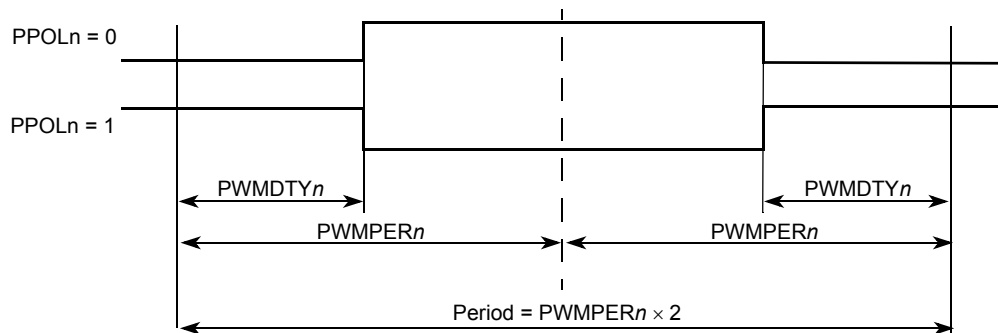 PPOLn = 0
PPOLn = 1
PWMDTYn
PWMDTYn
PWMPERn
PWMPERn
Period = PWMPERn × 2